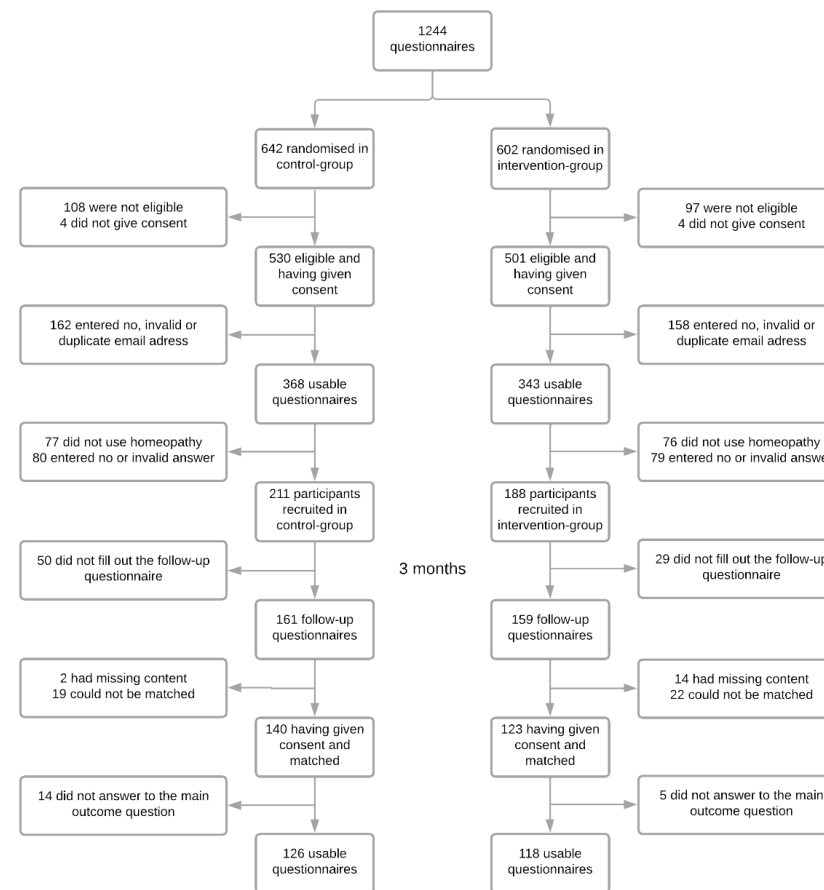 1244
questionnaires
642 randomised in
control-group
602 randomised in
intervention-group
108 were not eligible
4 did not give consent
97 were not eligible
4 did not give consent
530 eligible and
having given
consent
501 eligible and
having given
consent
162 entered no, invalid or
duplicate email adress
158 entered no, invalid or
duplicate email adress
368 usable
questionnaires
343 usable
questionnaires
77 did not use homeopathy
80 entered no or invalid answer
76 did not use homeopathy
79 entered no or invalid answe
211 participants
recruited in
control-group
188 participants
recruited in
intervention-group
50 did not fill out the follow-up
questionnaire
3 months
29 did not fill out the follow-up
questionnaire
161 follow-up
questionnaires
159 follow-up
questionnaires
2 had missing content
19 could not be matched
14 had missing content
22 could not be matched
140 having given
consent and
matched
123 having given
consent and
matched
14 did not answer to the main
outcome question
5 did not answer to the main
outcome question
126 usable
questionnaires
118 usable
questionnaires